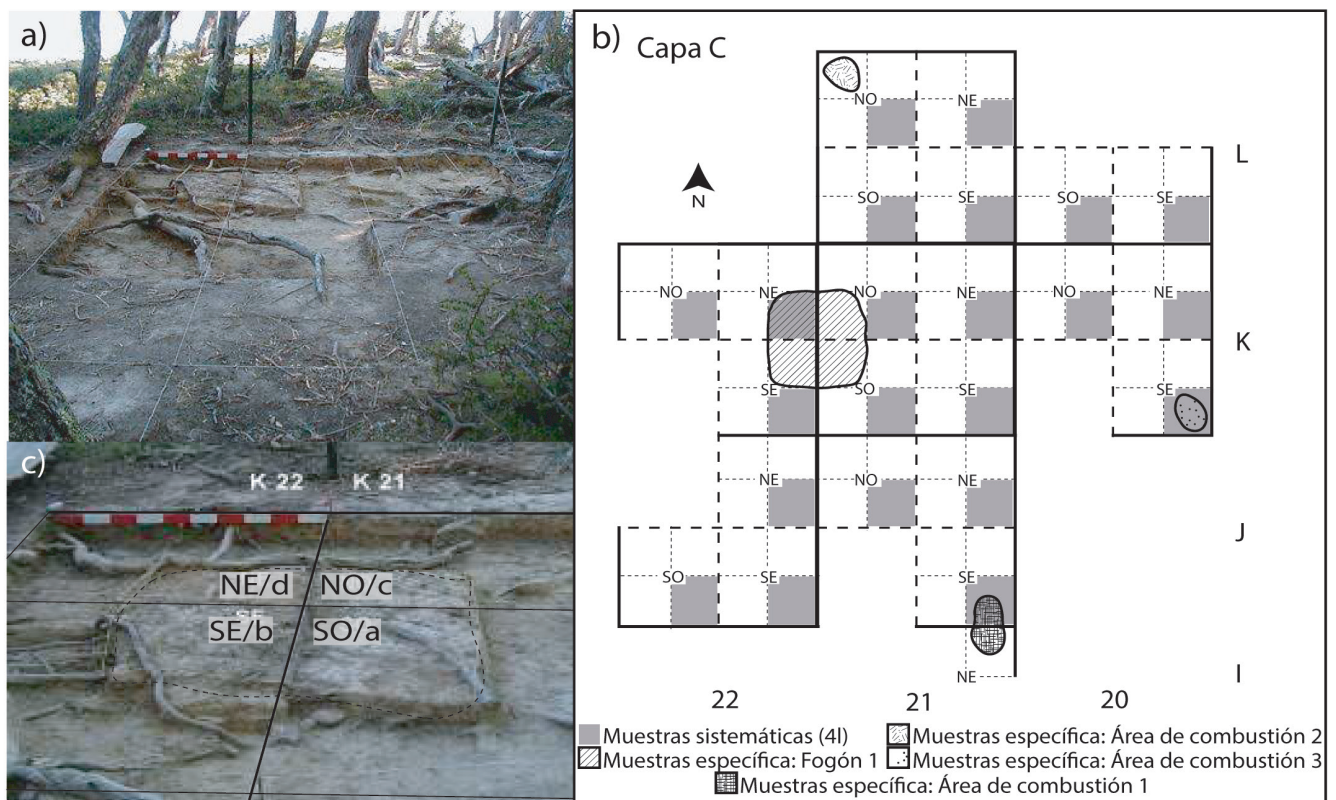 a)
b)
Capa C
NO
NE
L
SO
SE
SO
SE
N
NO
NE
NO
NE
NO
NE
K
SE
SO
SE
SE
NE
NO
NE
J
SO
SE
SE
NE
I
22
21
20
Muestras sistemáticas (4l)
Muestras específica: Área de combustión 2
Muestras específica: Fogón 1
Muestras específica: Área de combustión 3
Muestras específica: Área de combustión 1
c)
K 22
K 21
NE/d
NO/c
SE/b
SO/a